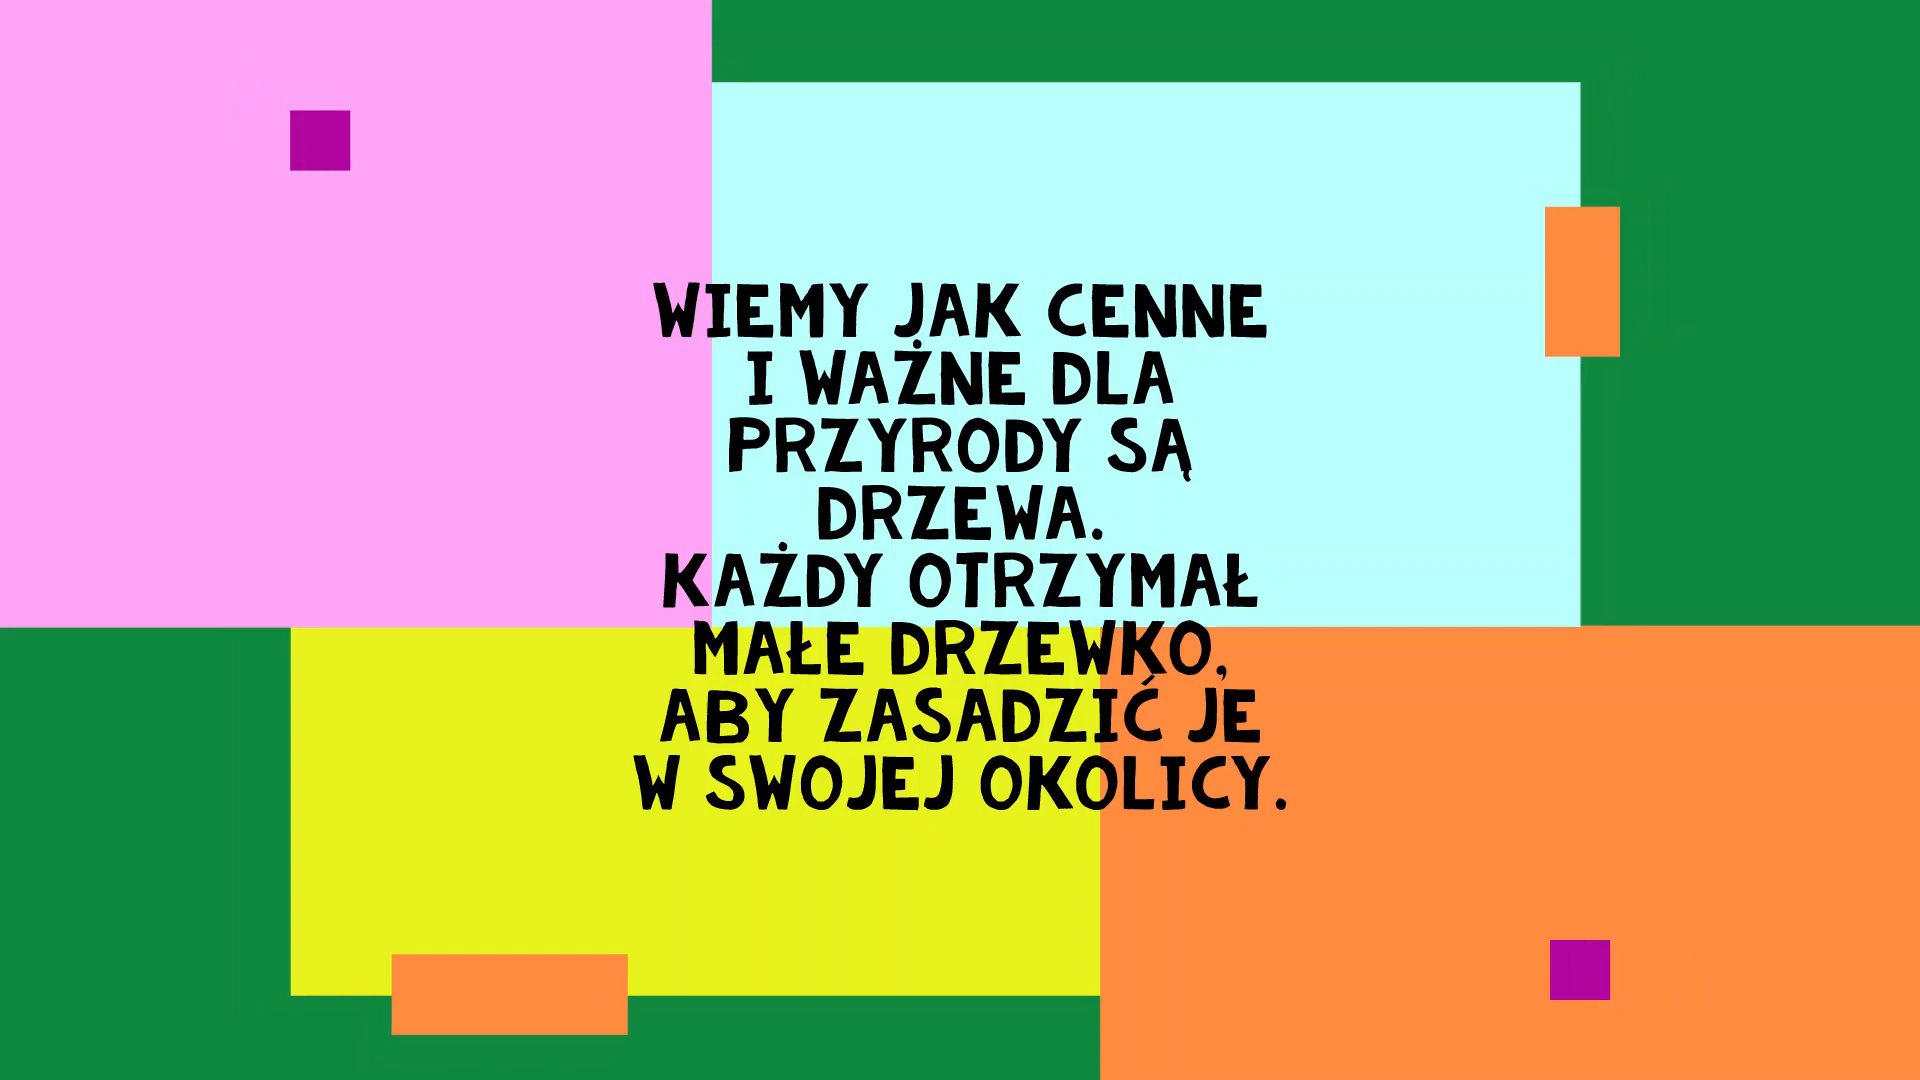 WIEMY JAK CENNE
I WAŻNE DLA
PRZYRODY SĄ
DRZEWA.
KAŻDY OTRZYMAŁ
MAŁE DRZEWKO,
ABY ZASADZIĆ JE
W SWOJEJ OKOLICY.